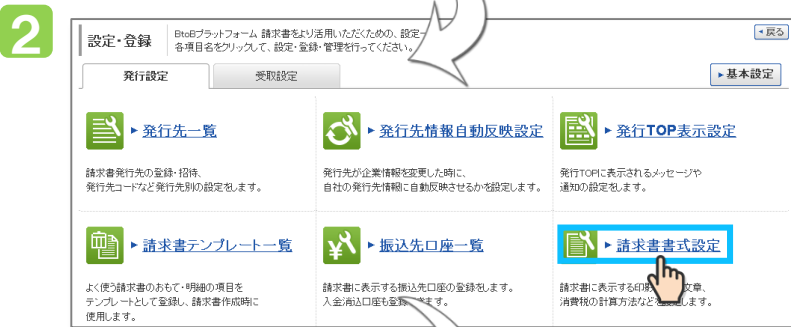 2
設定・登録
BtoBプラットフォーム 請求書をより活用いただくための、設定
各項目名をクリックして、設定・登録・管理を行ってください。
戻る
発行設定
受取設定
基本設定
発行先一覧
発行先情報自動反映設定
発行TOP表示設定
請求書発行先の登録・招待、
発行先コードなど発行先別の設定をします。
発行先が企業情報を変更した時に、
自社の発行先情報に自動反映させるかを設定します。
発行TOPに表示されるメッセージや
通知の設定をします。
請求書テンプレート一覧
振込先口座一覧
請求書書式設定
よく使う請求書のおもて・明細の項目を
テンプレートとして登録し、請求書作成時に
使用します。
請求書に表示する振込先口座の登録をします。
入金消込口座も登録できます。
請求書に表示する印 文章、
消費税の計算方法など します。